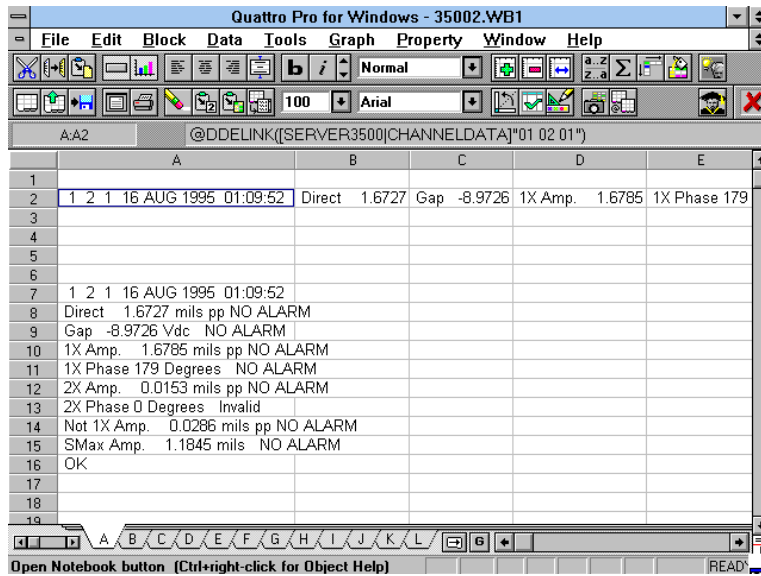 Quattro Pro for Windows - 35002.WB1
File Edit Block Data Tools Graph Property Window Help
b i Normal a..z z..a Σ
100 Arial
A:A2 @DDELINK([SERVER3500|CHANNELDATA]"01 02 01")
A B C D E
1
2 1 2 1 16 AUG 1995 01:09:52 Direct 1.6727 Gap -8.9726 1X Amp. 1.6785 1X Phase 179
3
4
5
6
7 1 2 1 16 AUG 1995 01:09:52
8 Direct 1.6727 mils pp NO ALARM
9 Gap -8.9726 Vdc NO ALARM
10 1X Amp. 1.6785 mils pp NO ALARM
11 1X Phase 179 Degrees NO ALARM
12 2X Amp. 0.0153 mils pp NO ALARM
13 2X Phase 0 Degrees Invalid
14 Not 1X Amp. 0.0286 mils pp NO ALARM
15 SMax Amp. 1.1845 mils NO ALARM
16 OK
17
18
19
A B C D E F G H I J K L G
Open Notebook button (Ctrl+right-click for Object Help) READY